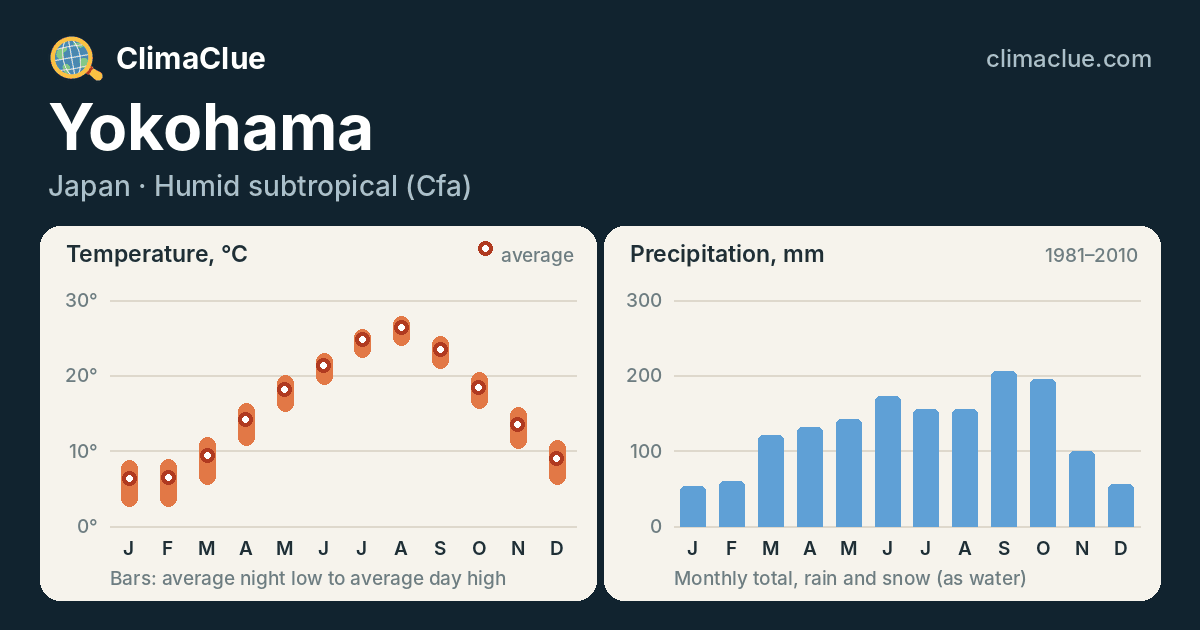 ClimaClue
climaclue.com
Yokohama
Japan · Humid subtropical (Cfa)
Temperature, °C
average
30°
20°
10°
0°
J F M A M J J A S O N D
Bars: average night low to average day high
Precipitation, mm
1981–2010
300
200
100
0
J F M A M J J A S O N D
Monthly total, rain and snow (as water)